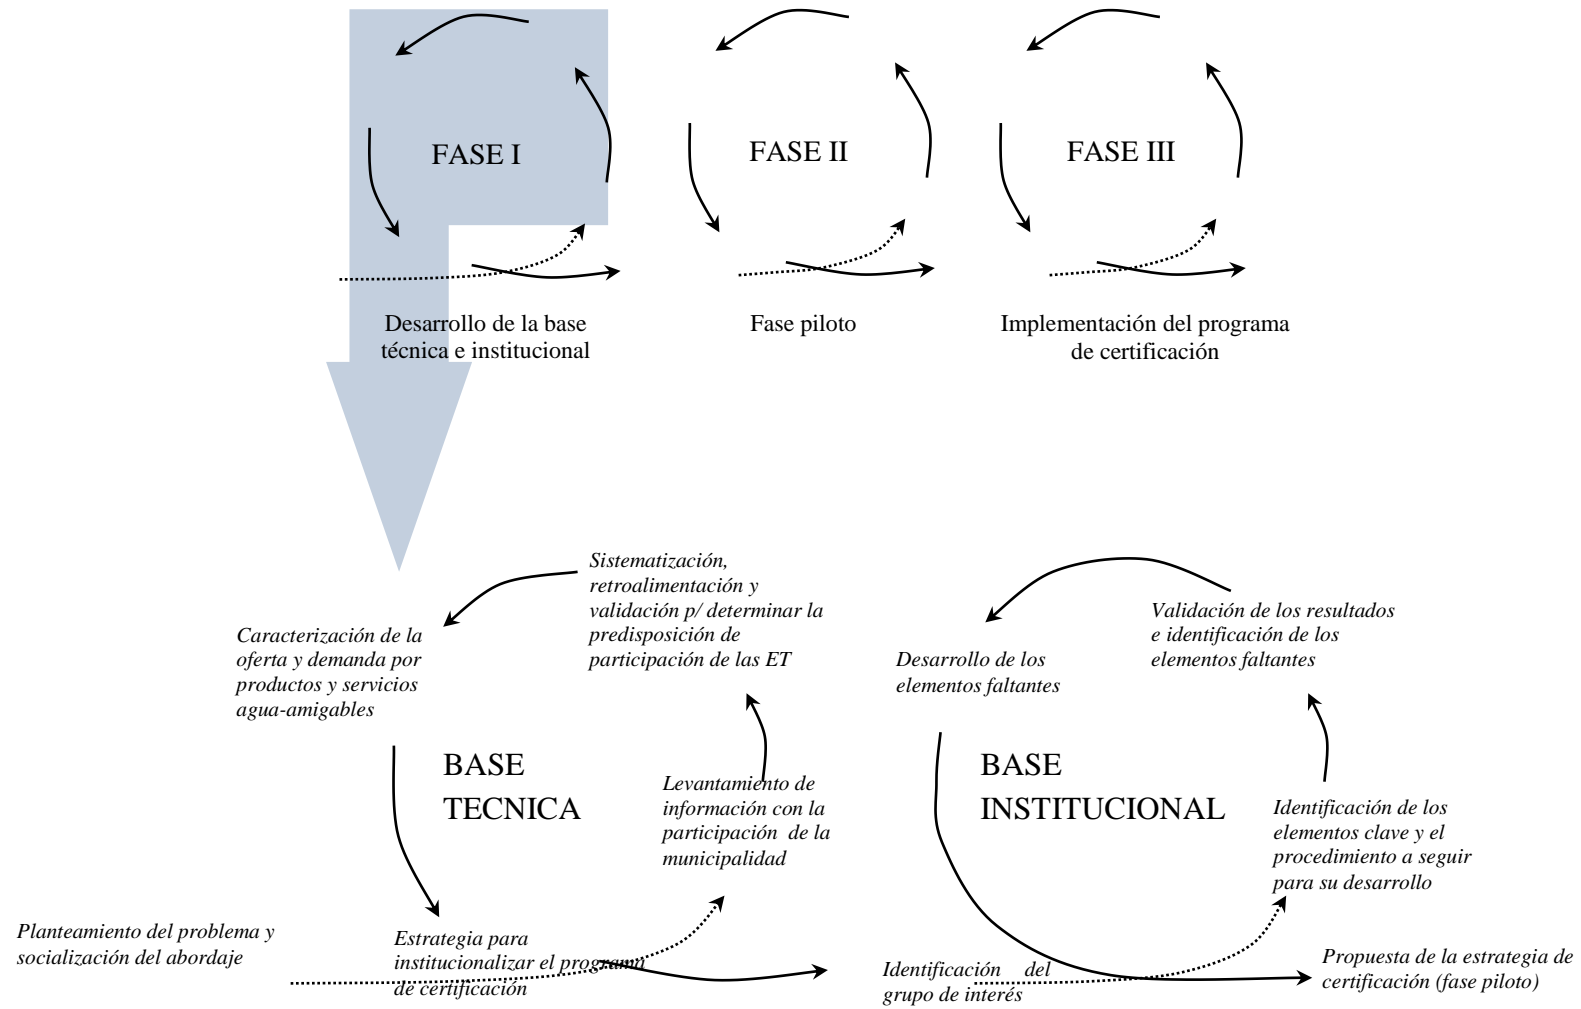 FASE I
FASE II
FASE III
Desarrollo de la base
técnica e institucional
Fase piloto
Implementación del programa
de certificación
Sistematización,
retroalimentación y
validación p/ determinar la
predisposición de
participación de las ET
Caracterización de la
oferta y demanda por
productos y servicios
agua-amigables
BASE
TECNICA
Levantamiento de
información con la
participación de la
municipalidad
Planteamiento del problema y
socialización del abordaje
Estrategia para
institucionalizar el programa
de certificación
Validación de los resultados
e identificación de los
elementos faltantes
Desarrollo de los
elementos faltantes
BASE
INSTITUCIONAL
Identificación de los
elementos clave y el
procedimiento a seguir
para su desarrollo
Identificación del
grupo de interés
Propuesta de la estrategia de
certificación (fase piloto)